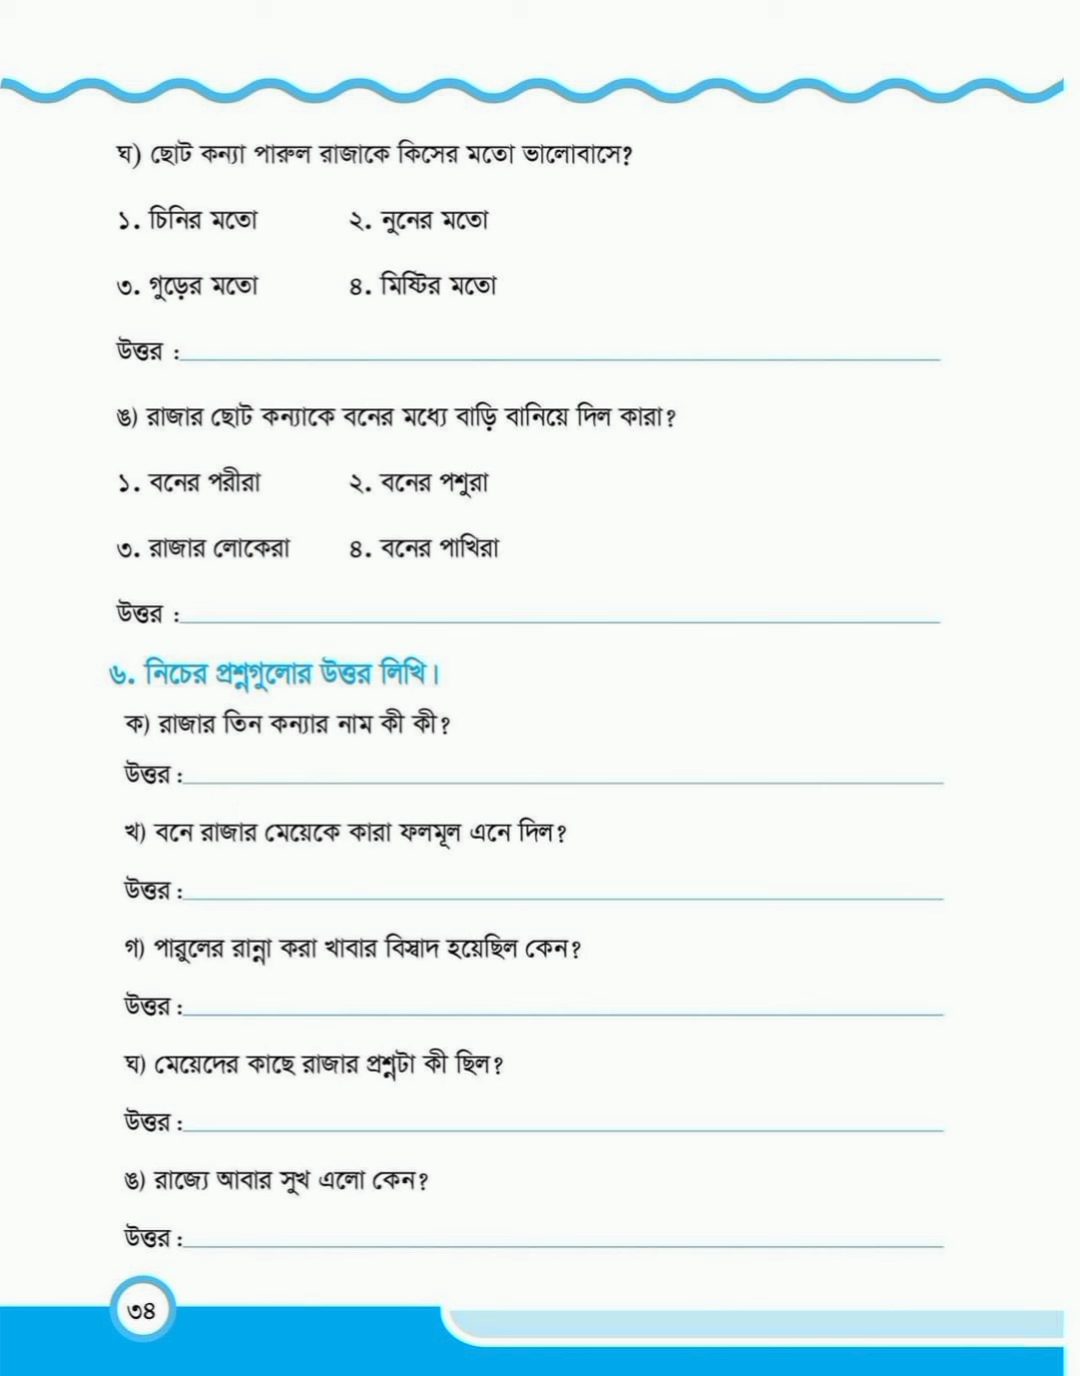 ঘ) ছোট কন্যা পারুল রাজাকে কিসের মতো ভালোবাসে?
১. চিনির মতো ২. নুনের মতো
৩. গুড়ের মতো ৪. মিষ্টির মতো
উত্তর :
ঙ) রাজার ছোট কন্যাকে বনের মধ্যে বাড়ি বানিয়ে দিল কারা?
১. বনের পরীরা ২. বনের পশুরা
৩. রাজার লোকেরা ৪. বনের পাখিরা
উত্তর :
৬. নিচের প্রশ্নগুলোর উত্তর লিখি।
ক) রাজার তিন কন্যার নাম কী কী?
উত্তর :
খ) বনে রাজার মেয়েকে কারা ফলমূল এনে দিল?
উত্তর :
গ) পারুলের রান্না করা খাবার বিস্বাদ হয়েছিল কেন?
উত্তর :
ঘ) মেয়েদের কাছে রাজার প্রশ্নটা কী ছিল?
উত্তর :
ঙ) রাজ্যে আবার সুখ এলো কেন?
উত্তর :
৩৪